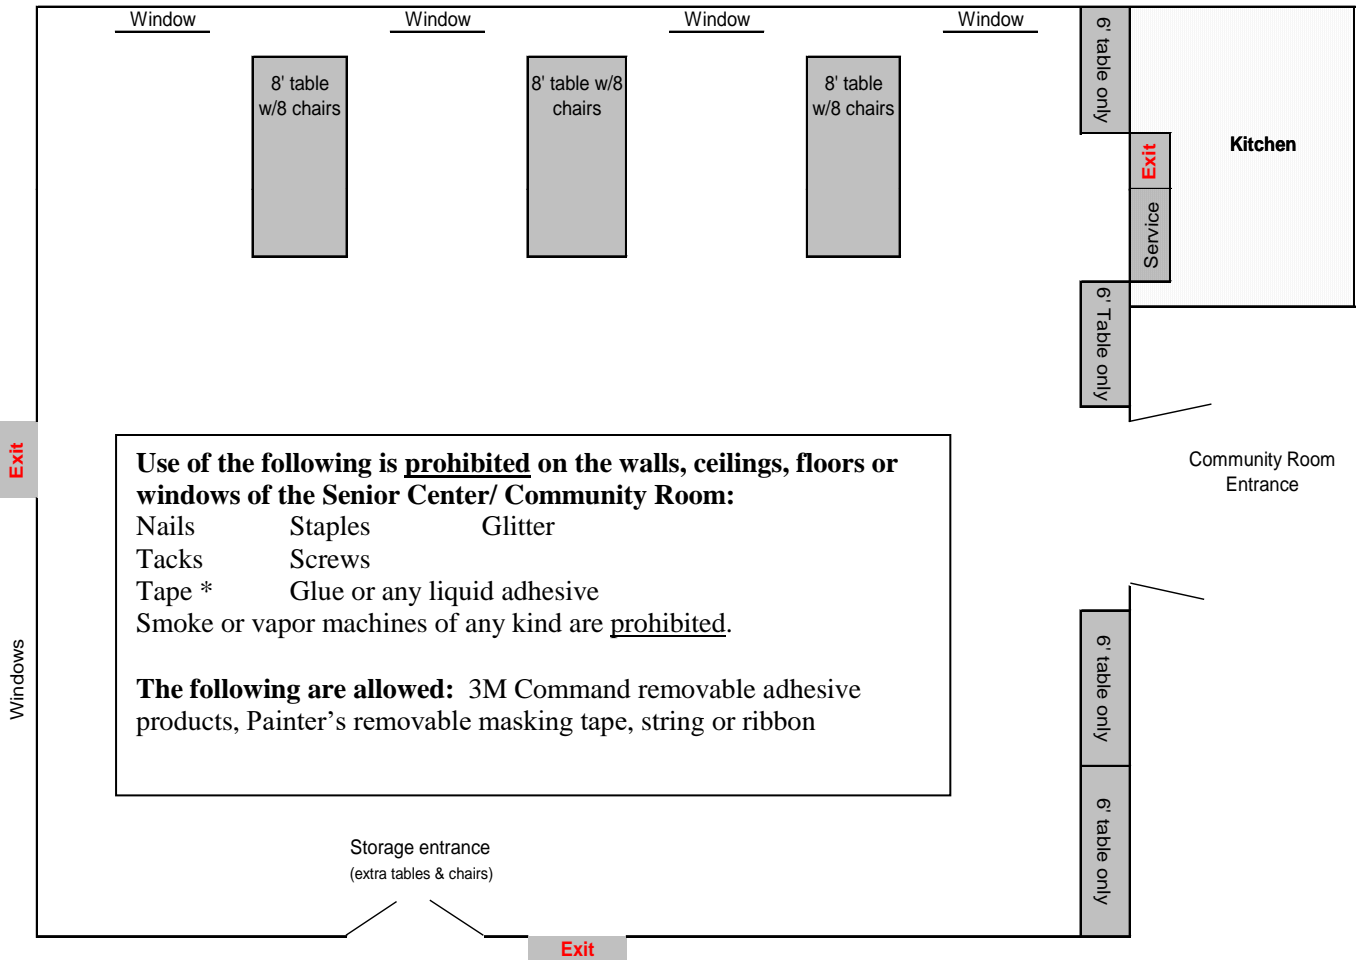 Window
Window
Window
Window
8' table
w/8 chairs
8' table w/8
chairs
8' table
w/8 chairs
6' table only
Kitchen
Exit
Service
6' Table only
Exit
Community Room
Entrance
Use of the following is prohibited on the walls, ceilings, floors or
windows of the Senior Center/ Community Room:
Nails Staples Glitter
Tacks Screws
Tape * Glue or any liquid adhesive
Smoke or vapor machines of any kind are prohibited.
The following are allowed: 3M Command removable adhesive
products, Painter’s removable masking tape, string or ribbon
Windows
6' table only
6' table only
Storage entrance
(extra tables & chairs)
Exit